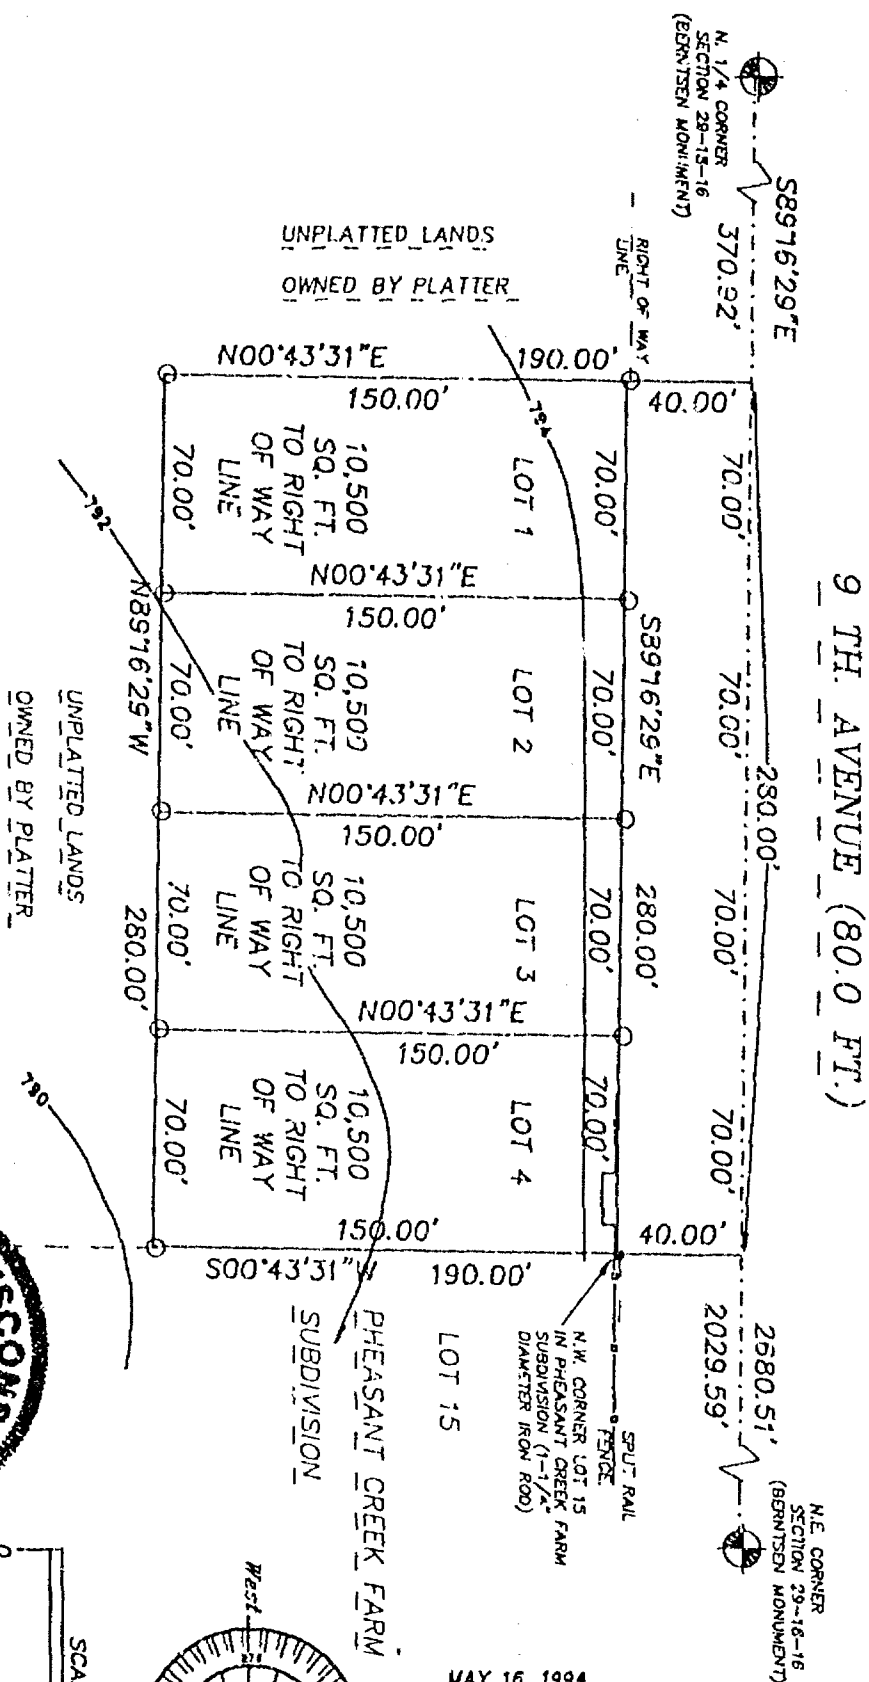 9 TH. AVENUE (80.0 FT.)
N. 1/4 CORNER
SECTION 29-18-16
(BERNTSEN MONUMENT)
S89°16'29"E
370.92'
280.00'
2680.51'
2029.59'
N.E. CORNER
SECTION 29-18-16
(BERNTSEN MONUMENT)
70.00'
70.00'
70.00'
70.00'
40.00'
40.00'
RIGHT OF WAY
LINE
S89°16'29"E
280.00'
70.00'
70.00'
70.00'
70.00'
SPLIT RAIL
FENCE
N.W. CORNER LOT 15
IN PHEASANT CREEK FARM
SUBDIVISION (1-1/4"
DIAMETER IRON ROD)
UNPLATTED LANDS
OWNED BY PLATTER
190.00'
N00°43'31"E
150.00'
794
LOT 1
10,500
SQ. FT.
TO RIGHT
OF WAY
LINE
70.00'
N00°43'31"E
150.00'
LOT 2
10,500
SQ. FT.
TO RIGHT
OF WAY
LINE
70.00'
N00°43'31"E
150.00'
LOT 3
10,500
SQ. FT.
TO RIGHT
OF WAY
LINE
70.00'
N00°43'31"E
150.00'
LOT 4
10,500
SQ. FT.
TO RIGHT
OF WAY
LINE
70.00'
150.00'
S00°43'31"W
190.00'
LOT 15
PHEASANT CREEK FARM
SUBDIVISION
792
N89°16'29"W
280.00'
UNPLATTED LANDS
OWNED BY PLATTER
790
West
270
MAY 16, 1994